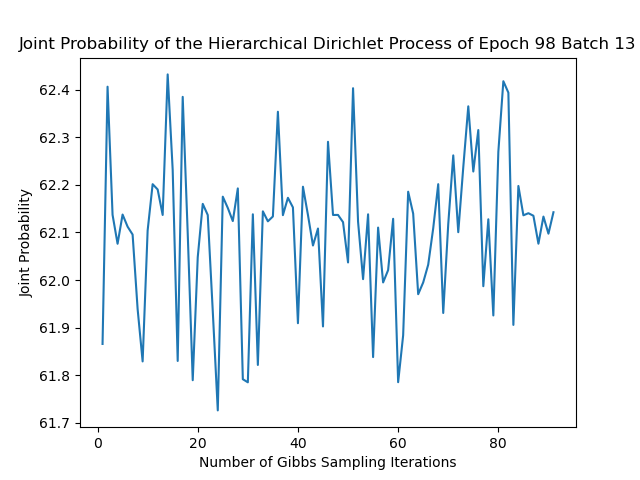 Joint Probability of the Hierarchical Dirichlet Process of Epoch 98 Batch 13
62.4
62.3
62.2
62.1
62.0
61.9
61.8
61.7
Joint Probability
0 20 40 60 80
Number of Gibbs Sampling Iterations